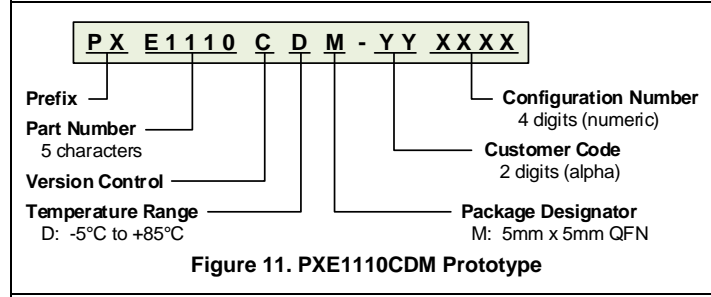 PX E1110 C D M - YY XXXX
Prefix
Configuration Number
4 digits (numeric)
Part Number
5 characters
Customer Code
2 digits (alpha)
Version Control
Temperature Range
D: -5°C to +85°C
Package Designator
M: 5mm x 5mm QFN
Figure 11. PXE1110CDM Prototype